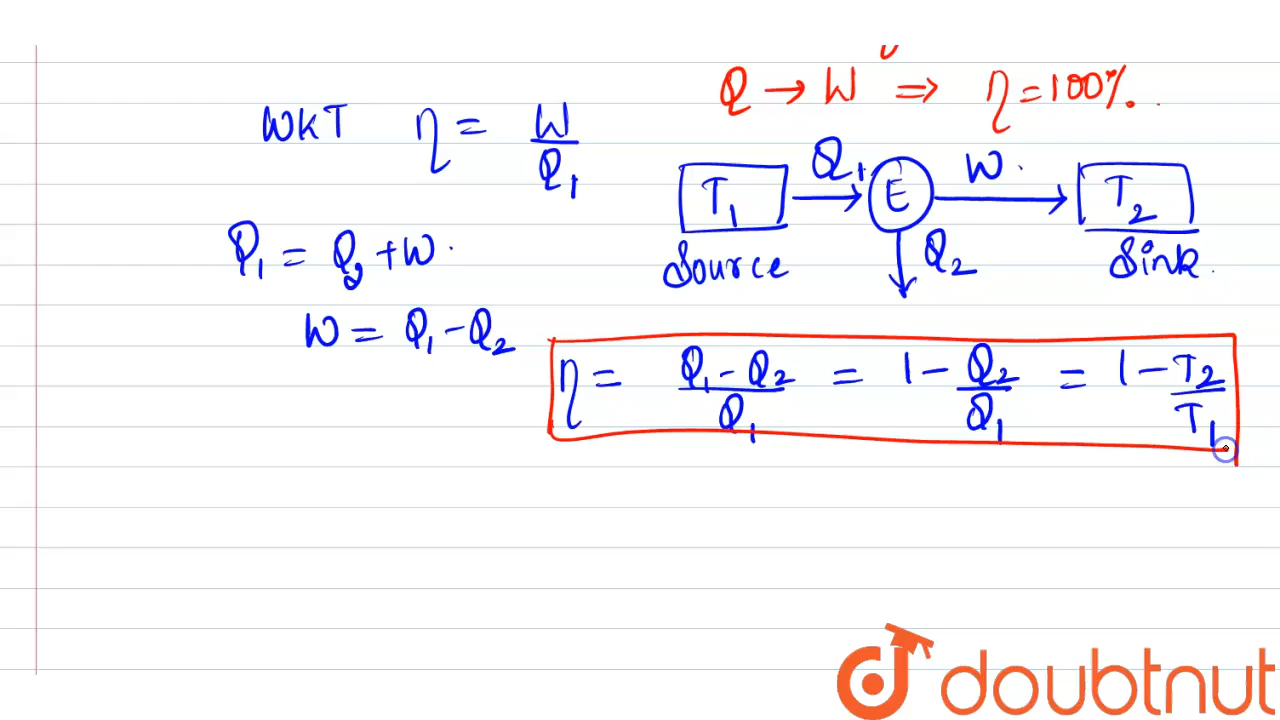 Q → W ⇒ η = 100%.
WKT η = W/Q₁
T₁ Q₁ E W. T₂
Source Q₂ Sink.
Q₁ = Q₂ + W.
W = Q₁ - Q₂
η = Q₁ - Q₂/Q₁ = 1 - Q₂/Q₁ = 1 - T₂/T₁
doubtnut